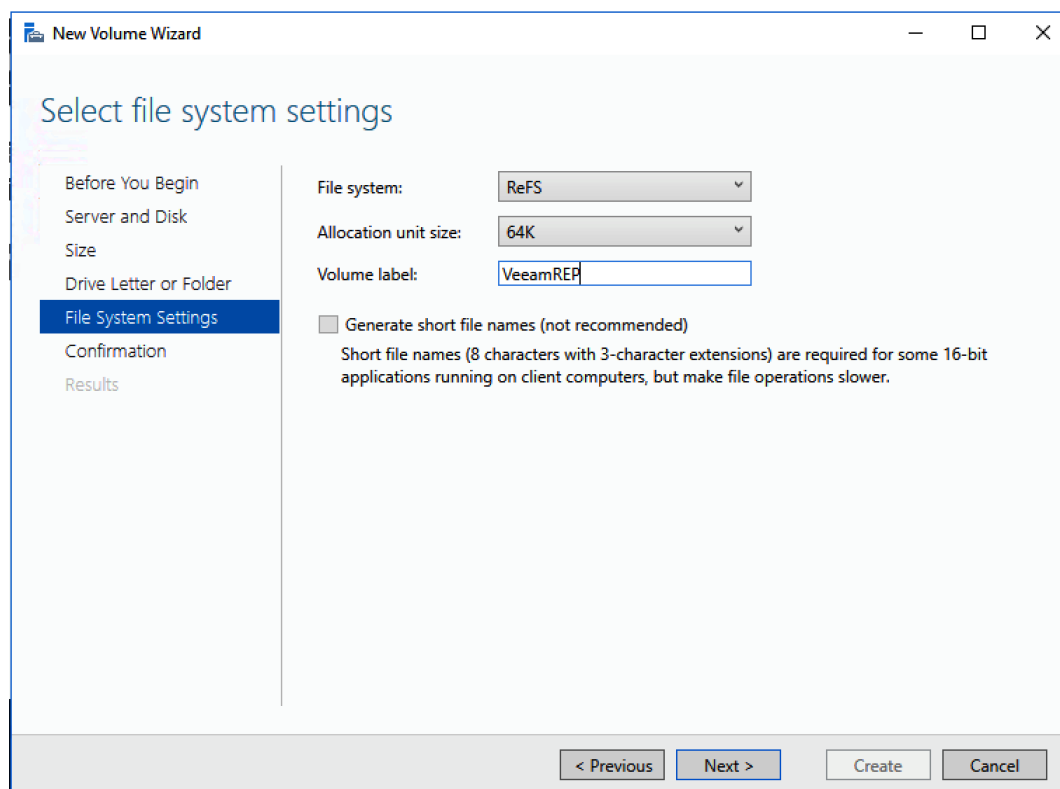 New Volume Wizard
Select file system settings
Before You Begin
Server and Disk
Size
Drive Letter or Folder
File System Settings
Confirmation
Results
File system: ReFS
Allocation unit size: 64K
Volume label: VeeamREP
Generate short file names (not recommended)
Short file names (8 characters with 3-character extensions) are required for some 16-bit
applications running on client computers, but make file operations slower.
< Previous Next > Create Cancel